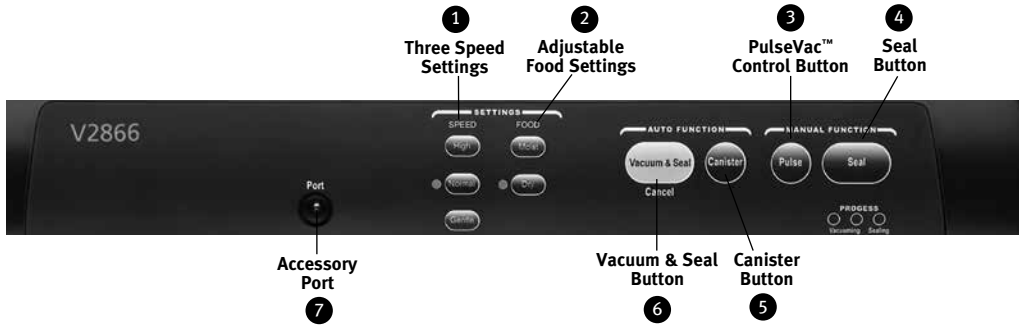 1
Three Speed
Settings
2
Adjustable
Food Settings
3
PulseVac™
Control Button
4
Seal
Button
V2866
SETTINGS
SPEED
FOOD
High
Moist
Normal
Dry
Gentle
Port
AUTO FUNCTION
Vacuum & Seal
Canister
Cancel
MANUAL FUNCTION
Pulse
Seal
PROGESS
Vacuuming
Sealing
Accessory
Port
7
Vacuum & Seal
Button
6
Canister
Button
5